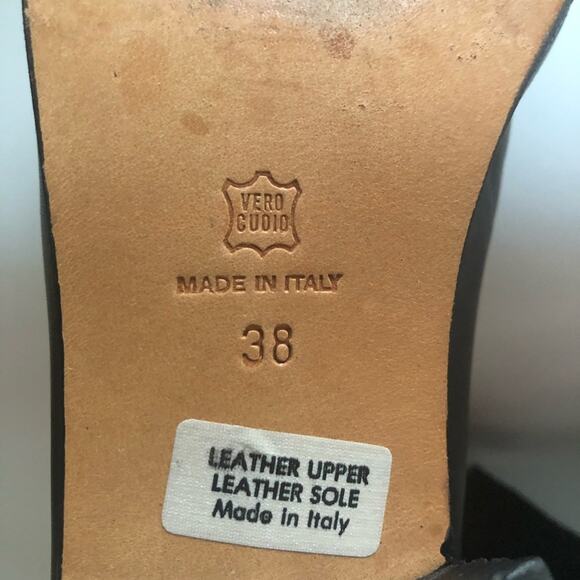 VERO
CUOIO
MADE IN ITALY
38
LEATHER UPPER
LEATHER SOLE
Made in Italy